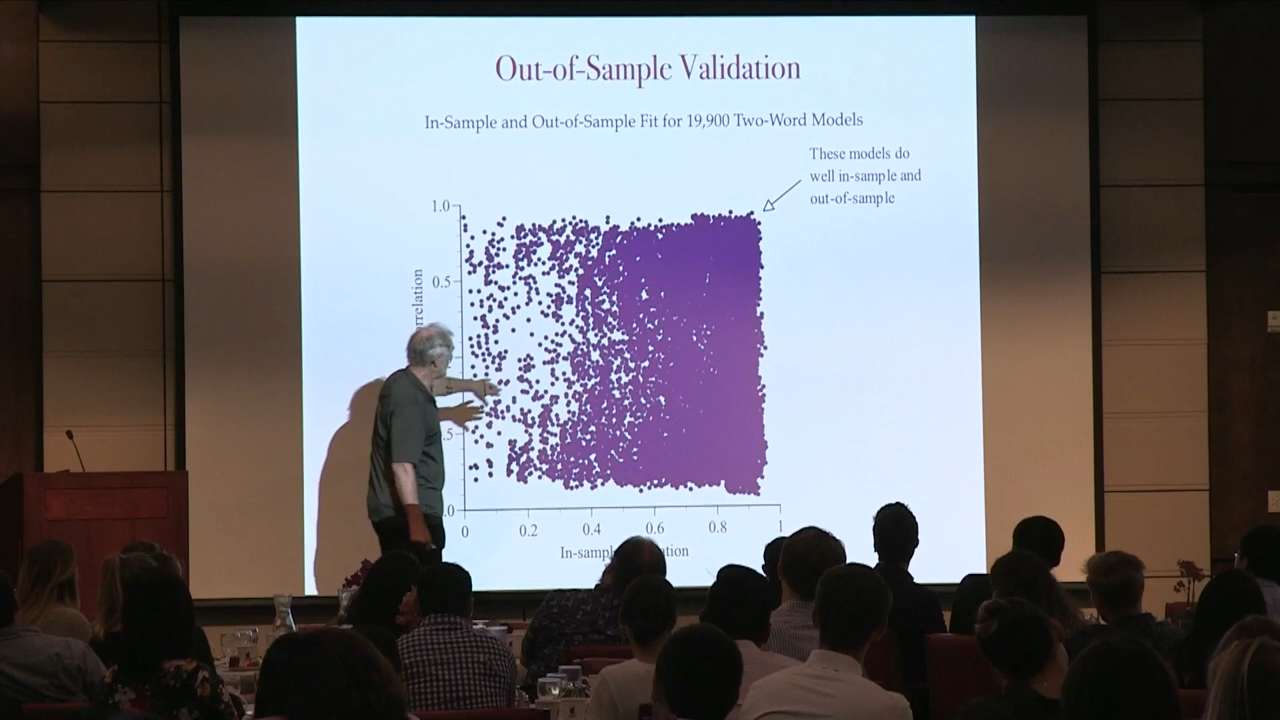 Out-of-Sample Validation
In-Sample and Out-of-Sample Fit for 19,900 Two-Word Models
These models do
well in-sample and
out-of-sample
1.0
0.5
0 0.2 0.4 0.6 0.8 1